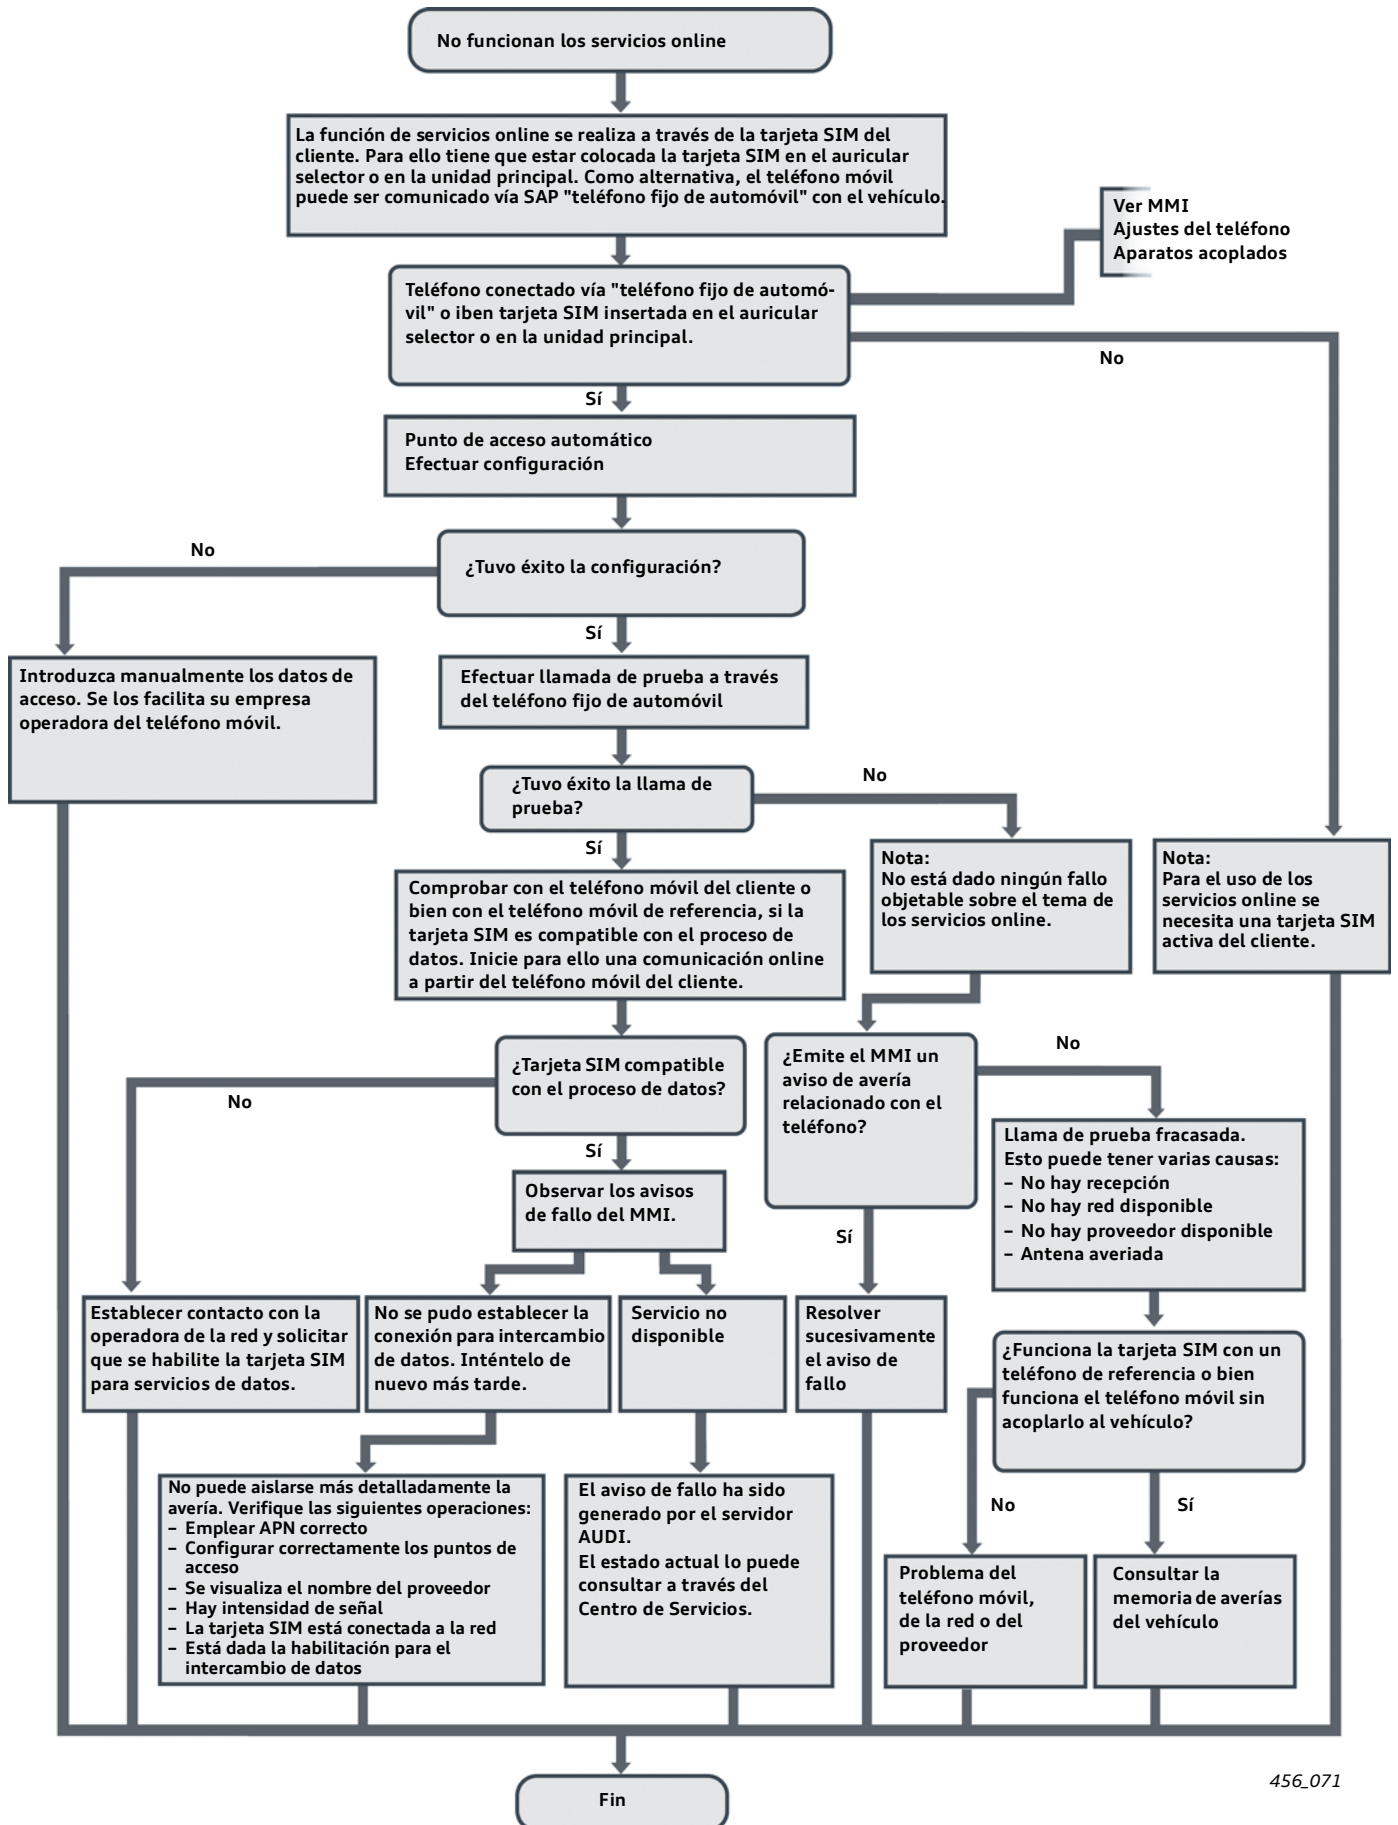 No funcionan los servicios online
La función de servicios online se realiza a través de la tarjeta SIM del
cliente. Para ello tiene que estar colocada la tarjeta SIM en el auricular
selector o en la unidad principal. Como alternativa, el teléfono móvil
puede ser comunicado vía SAP "teléfono fijo de automóvil" con el vehículo.
Ver MMI
Ajustes del teléfono
Aparatos acoplados
Teléfono conectado vía "teléfono fijo de automó-
vil" o iben tarjeta SIM insertada en el auricular
selector o en la unidad principal.
No
Sí
Punto de acceso automático
Efectuar configuración
No
¿Tuvo éxito la configuración?
Sí
Introduzca manualmente los datos de
acceso. Se los facilita su empresa
operadora del teléfono móvil.
Efectuar llamada de prueba a través
del teléfono fijo de automóvil
¿Tuvo éxito la llama de
prueba?
No
Sí
Nota:
No está dado ningún fallo
objetable sobre el tema de
los servicios online.
Nota:
Para el uso de los
servicios online se
necesita una tarjeta SIM
activa del cliente.
Comprobar con el teléfono móvil del cliente o
bien con el teléfono móvil de referencia, si la
tarjeta SIM es compatible con el proceso de
datos. Inicie para ello una comunicación online
a partir del teléfono móvil del cliente.
¿Tarjeta SIM compatible
con el proceso de datos?
No
Sí
¿Emite el MMI un
aviso de avería
relacionado con el
teléfono?
No
Sí
Llama de prueba fracasada.
Esto puede tener varias causas:
– No hay recepción
– No hay red disponible
– No hay proveedor disponible
– Antena averiada
Observar los avisos
de fallo del MMI.
Establecer contacto con la
operadora de la red y solicitar
que se habilite la tarjeta SIM
para servicios de datos.
No se pudo establecer la
conexión para intercambio
de datos. Inténtelo de
nuevo más tarde.
Servicio no
disponible
Resolver
sucesivamente
el aviso de
fallo
¿Funciona la tarjeta SIM con un
teléfono de referencia o bien
funciona el teléfono móvil sin
acoplarlo al vehículo?
No
Sí
No puede aislarse más detalladamente la
avería. Verifique las siguientes operaciones:
– Emplear APN correcto
– Configurar correctamente los puntos de
acceso
– Se visualiza el nombre del proveedor
– Hay intensidad de señal
– La tarjeta SIM está conectada a la red
– Está dada la habilitación para el
intercambio de datos
El aviso de fallo ha sido
generado por el servidor
AUDI.
El estado actual lo puede
consultar a través del
Centro de Servicios.
Problema del
teléfono móvil,
de la red o del
proveedor
Consultar la
memoria de averías
del vehículo
Fin
456_071